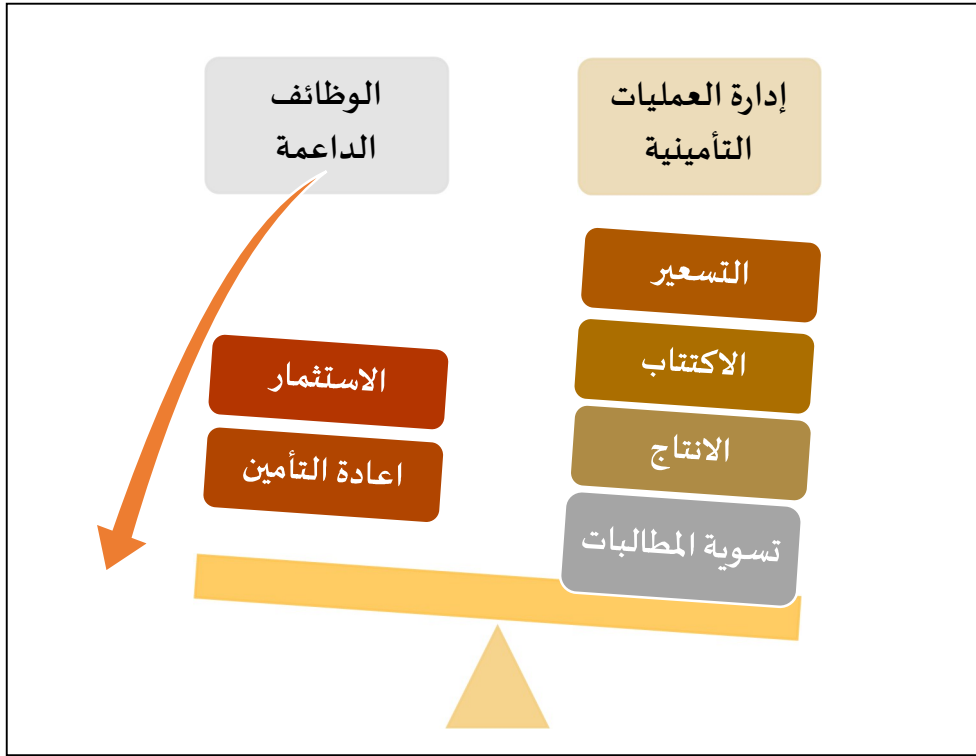 إدارة العمليات
التأمينية
التسعير
الاكتتاب
الانتاج
تسوية المطالبات
الوظائف
الداعمة
الاستثمار
اعادة التأمين